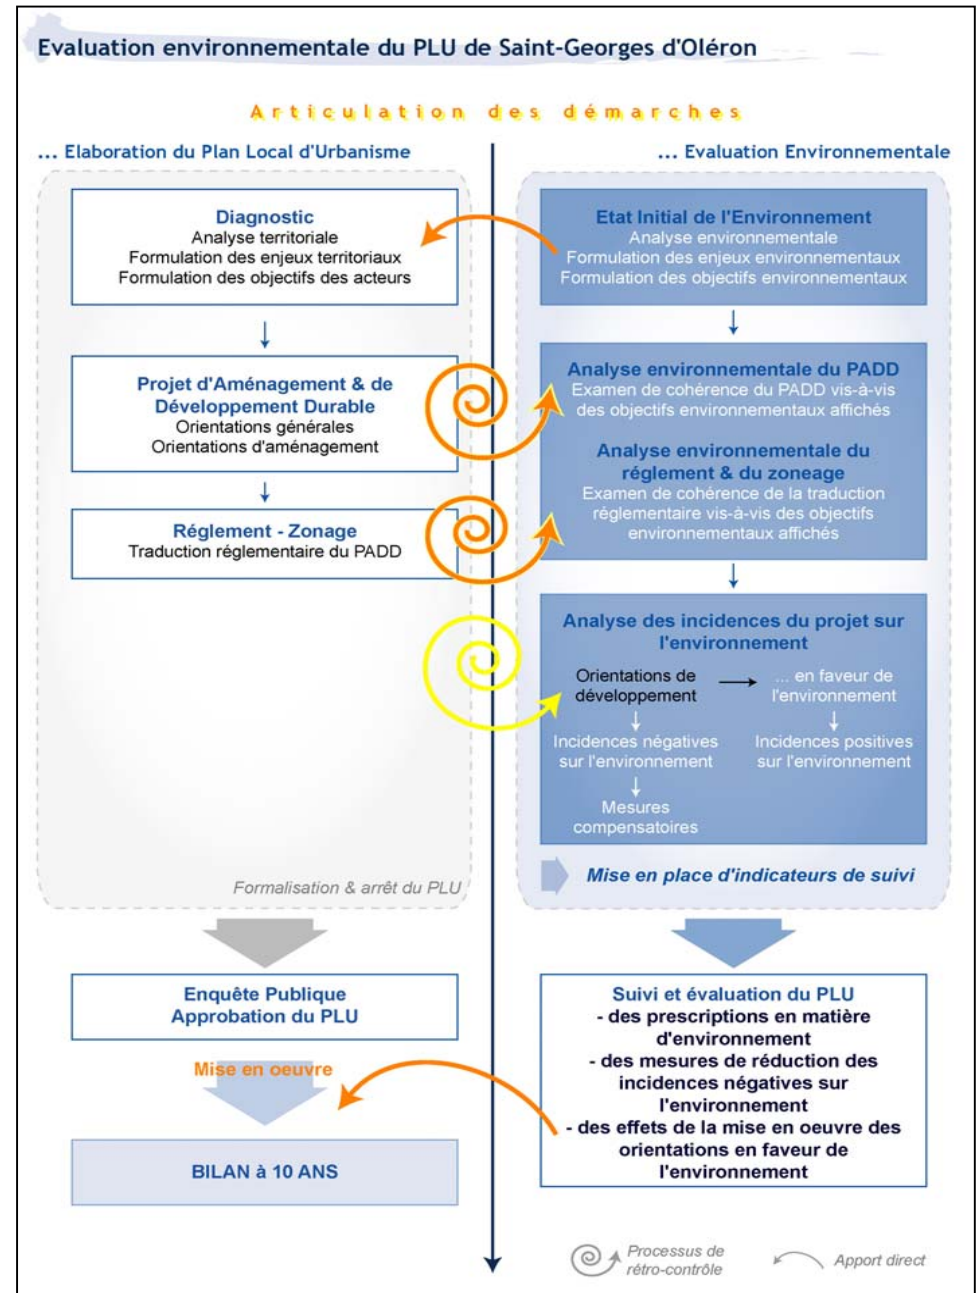 Evaluation environnementale du PLU de Saint-Georges d'Oléron
Articulation des démarches
... Elaboration du Plan Local d'Urbanisme
... Evaluation Environnementale
Diagnostic
Analyse territoriale
Formulation des enjeux territoriaux
Formulation des objectifs des acteurs
Projet d'Aménagement & de
Développement Durable
Orientations générales
Orientations d'aménagement
Réglement - Zonage
Traduction réglementaire du PADD
Formalisation & arrêt du PLU
Enquête Publique
Approbation du PLU
Mise en oeuvre
BILAN à 10 ANS
Etat Initial de l'Environnement
Analyse environnementale
Formulation des enjeux environnementaux
Formulation des objectifs environnementaux
Analyse environnementale du PADD
Examen de cohérence du PADD vis-à-vis
des objectifs environnementaux affichés
Analyse environnementale du
réglement & du zoneage
Examen de cohérence de la traduction
réglementaire vis-à-vis des objectifs
environnementaux affichés
Analyse des incidences du projet sur
l'environnement
Orientations de
développement
... en faveur de
l'environnement
Incidences négatives
sur l'environnement
Incidences positives
sur l'environnement
Mesures
compensatoires
Mise en place d'indicateurs de suivi
Suivi et évaluation du PLU
- des prescriptions en matière
d'environnement
- des mesures de réduction des
incidences négatives sur
l'environnement
- des effets de la mise en oeuvre des
orientations en faveur de
l'environnement
Processus de
rétro-contrôle
Apport direct